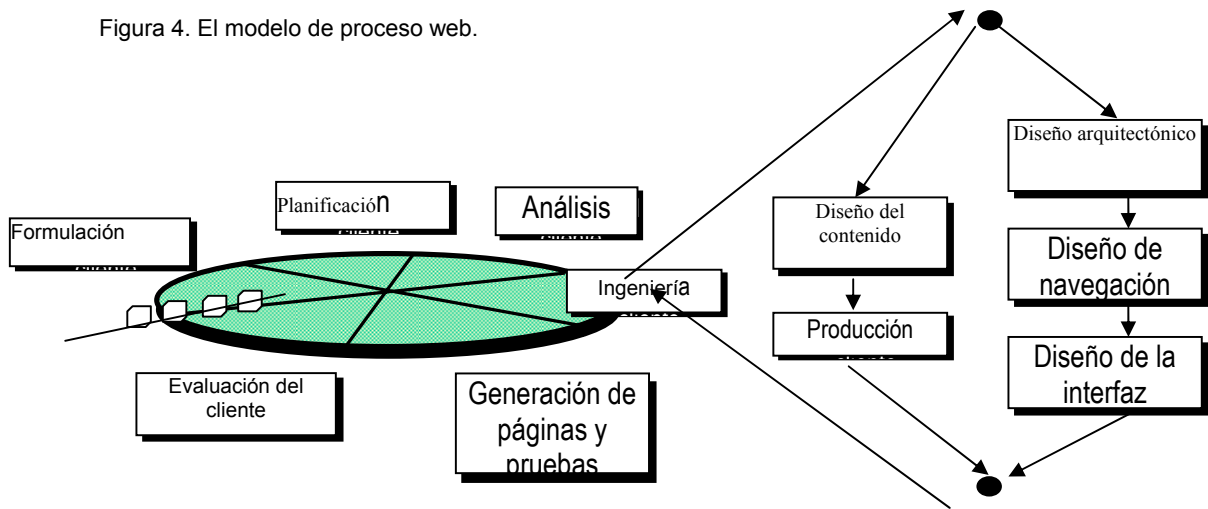 Figura 4. El modelo de proceso web.
Formulación
Planificación
Análisis
Ingeniería
Evaluación del
cliente
Generación de
páginas y
pruebas
Diseño del
contenido
Producción
Diseño arquitectónico
Diseño de
navegación
Diseño de la
interfaz